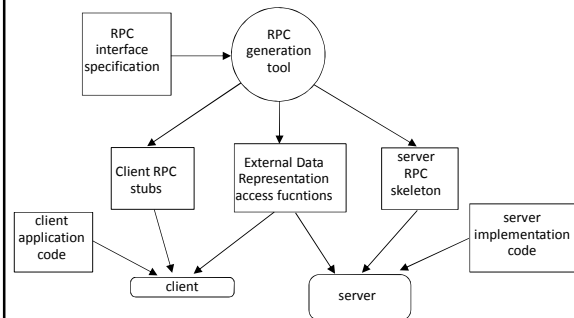 RPC
interface
specification
RPC
generation
tool
Client RPC
stubs
External Data
Representation
access fucntions
server
RPC
skeleton
client
application
code
server
implementation
code
client
server